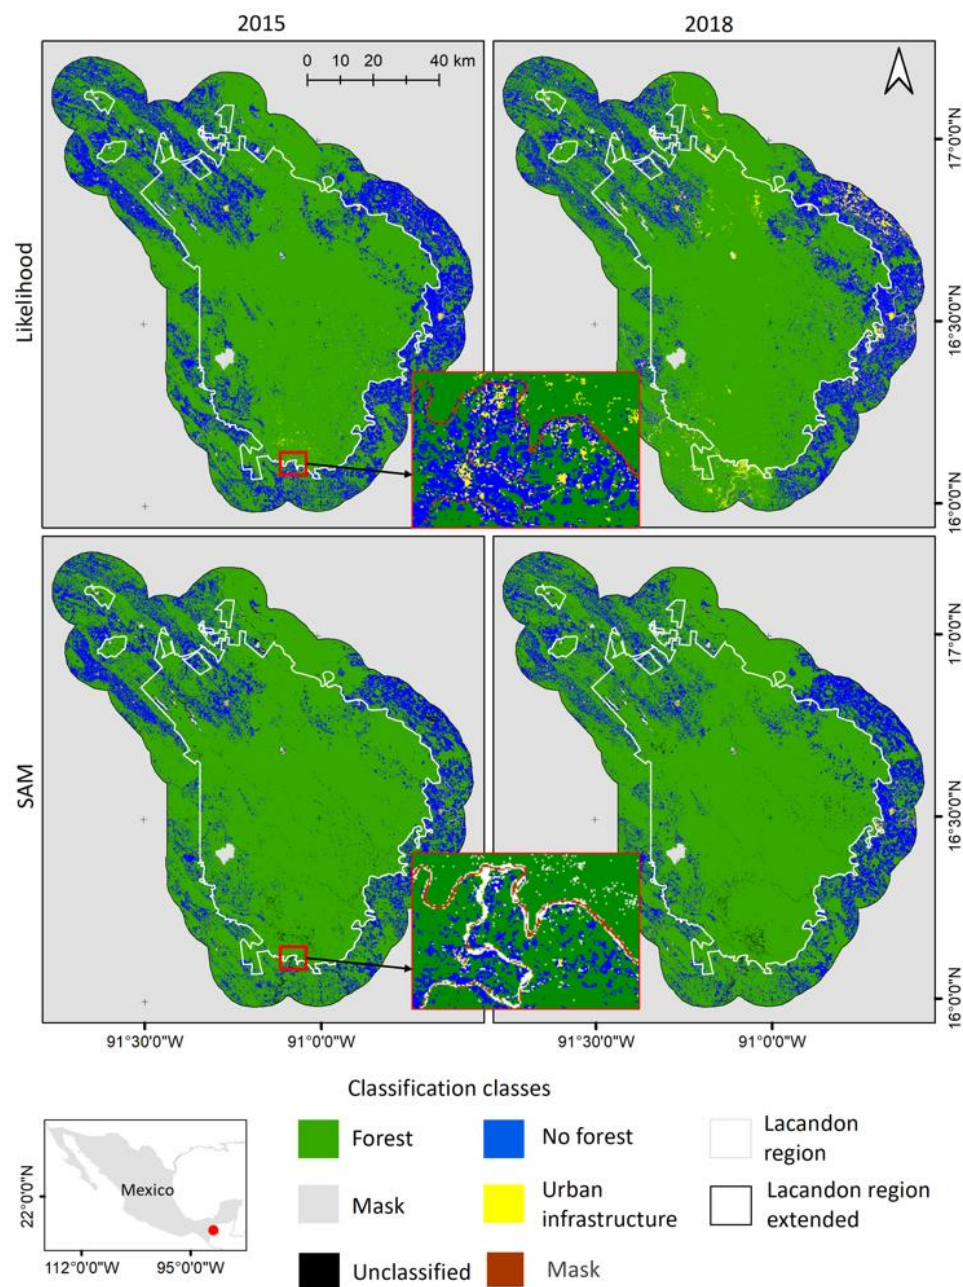 2015
2018
0 10 20 40 km
Likelihood
17°0'0"N
16°30'0"N
16°0'0"N
SAM
17°0'0"N
16°30'0"N
16°0'0"N
91°30'0"W
91°0'0"W
91°30'0"W
91°0'0"W
Classification classes
Mexico
22°0'0"N
112°0'0"W
95°0'0"W
Forest
No forest
Lacandon
region
Mask
Urban
infrastructure
Lacandon region
extended
Unclassified
Mask